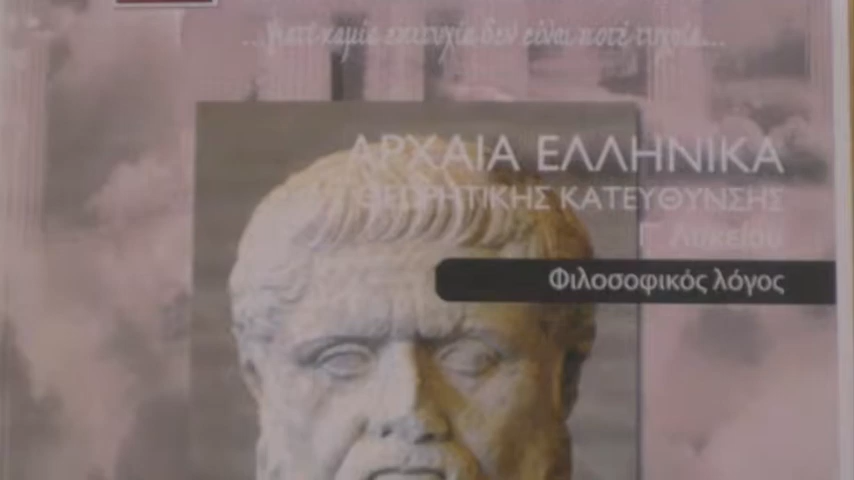 ...γιατί καμία επιτυχία δεν είναι ποτέ τυχαία...
ΑΡΧΑΙΑ ΕΛΛΗΝΙΚΑ
ΘΕΩΡΗΤΙΚΗΣ ΚΑΤΕΥΘΥΝΣΗΣ
Γ΄ Λυκείου
Φιλοσοφικός λόγος